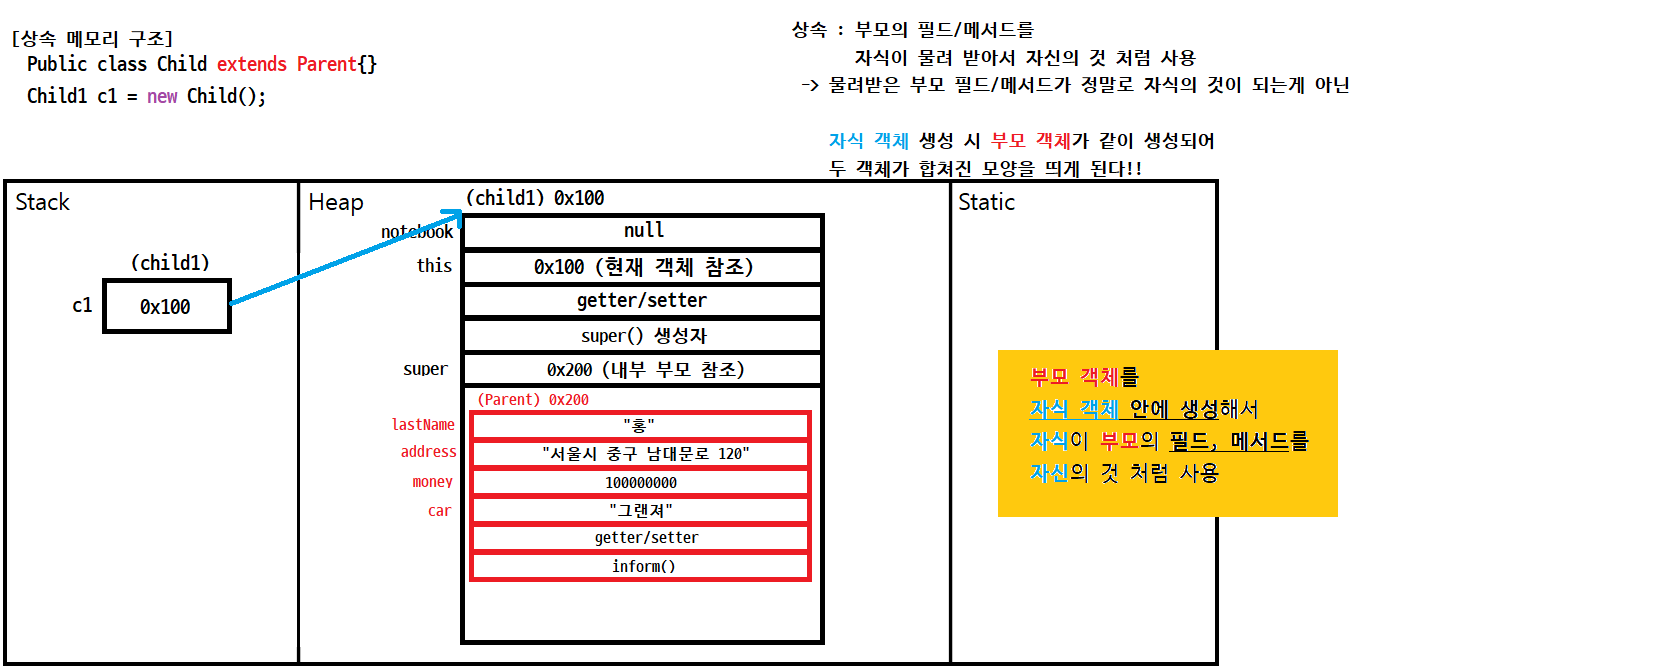 [상속 메모리 구조]
Public class Child extends Parent{}
Child1 c1 = new Child();
상속 : 부모의 필드/메서드를
자식이 물려 받아서 자신의 것 처럼 사용
-> 물려받은 부모 필드/메서드가 정말로 자식의 것이 되는게 아닌
자식 객체 생성 시 부모 객체가 같이 생성되어
두 객체가 합쳐진 모양을 띄게 된다!!
Stack
(child1)
c1 0x100
Heap
(child1) 0x100
notebook null
this 0x100 (현재 객체 참조)
getter/setter
super() 생성자
super 0x200 (내부 부모 참조)
(Parent) 0x200
lastName "홍"
address "서울시 중구 남대문로 120"
money 100000000
car "그랜져"
getter/setter
inform()
Static
부모 객체를
자식 객체 안에 생성해서
자식이 부모의 필드, 메서드를
자신의 것 처럼 사용